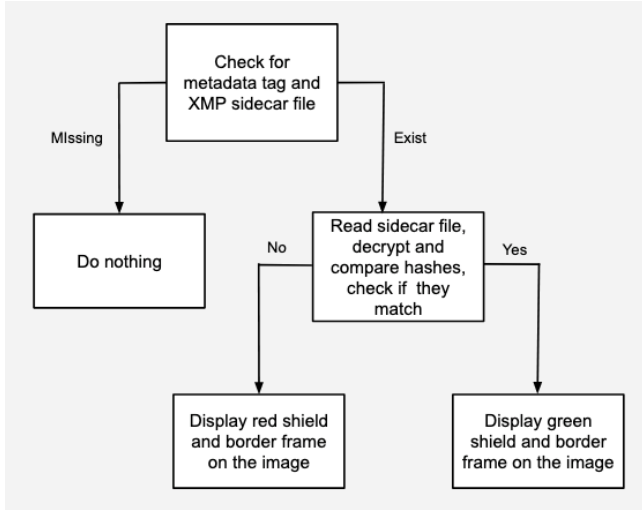 Check for
metadata tag and
XMP sidecar file
MIssing
Exist
Do nothing
Read sidecar file,
decrypt and
compare hashes,
check if they
match
No
Yes
Display red shield
and border frame
on the image
Display green
shield and border
frame on the image